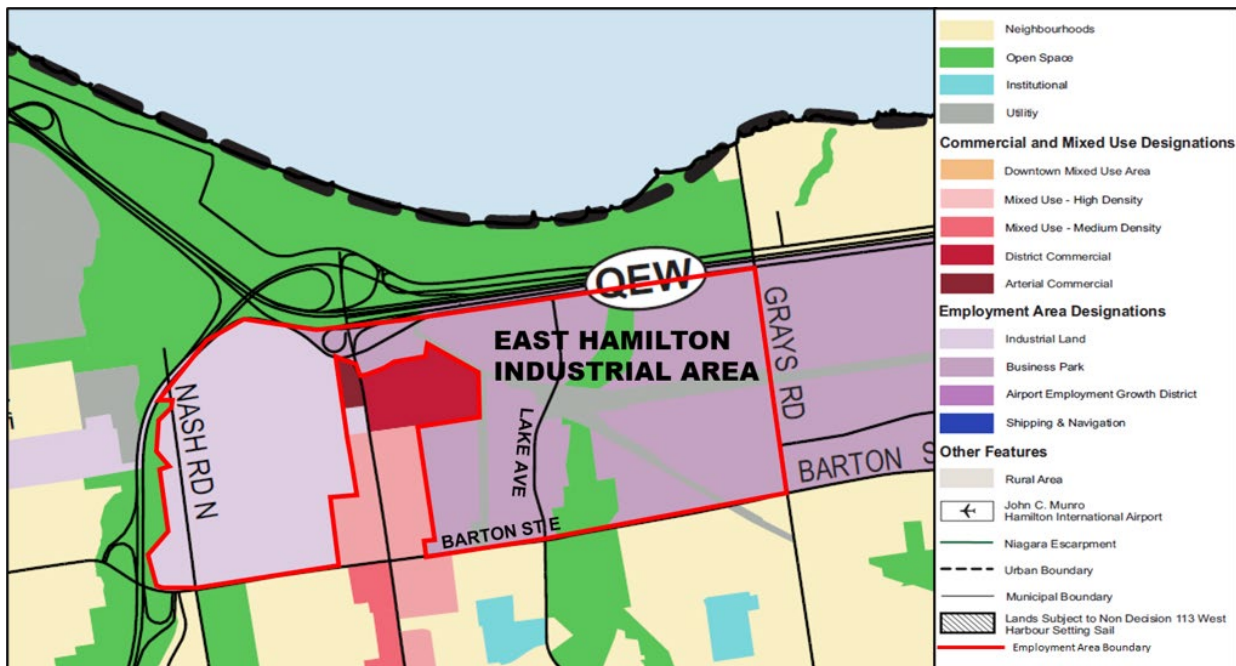 QEW
EAST HAMILTON
INDUSTRIAL AREA
NASH RD N
LAKE AVE
GRAYS RD
BARTON ST E
BARTON S
Neighbourhoods
Open Space
Institutional
Utilitiy
Commercial and Mixed Use Designations
Downtown Mixed Use Area
Mixed Use - High Density
Mixed Use - Medium Density
District Commercial
Arterial Commercial
Employment Area Designations
Industrial Land
Business Park
Airport Employment Growth District
Shipping & Navigation
Other Features
Rural Area
John C. Munro
Hamilton International Airport
Niagara Escarpment
Urban Boundary
Municipal Boundary
Lands Subject to Non Decision 113 West
Harbour Setting Sail
Employment Area Boundary